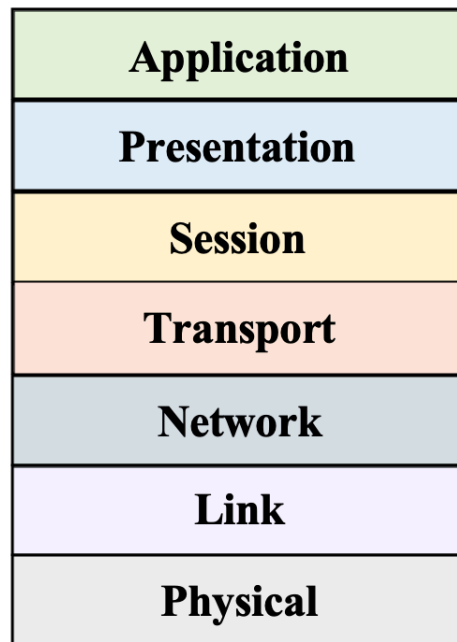 Application
Presentation
Session
Transport
Network
Link
Physical